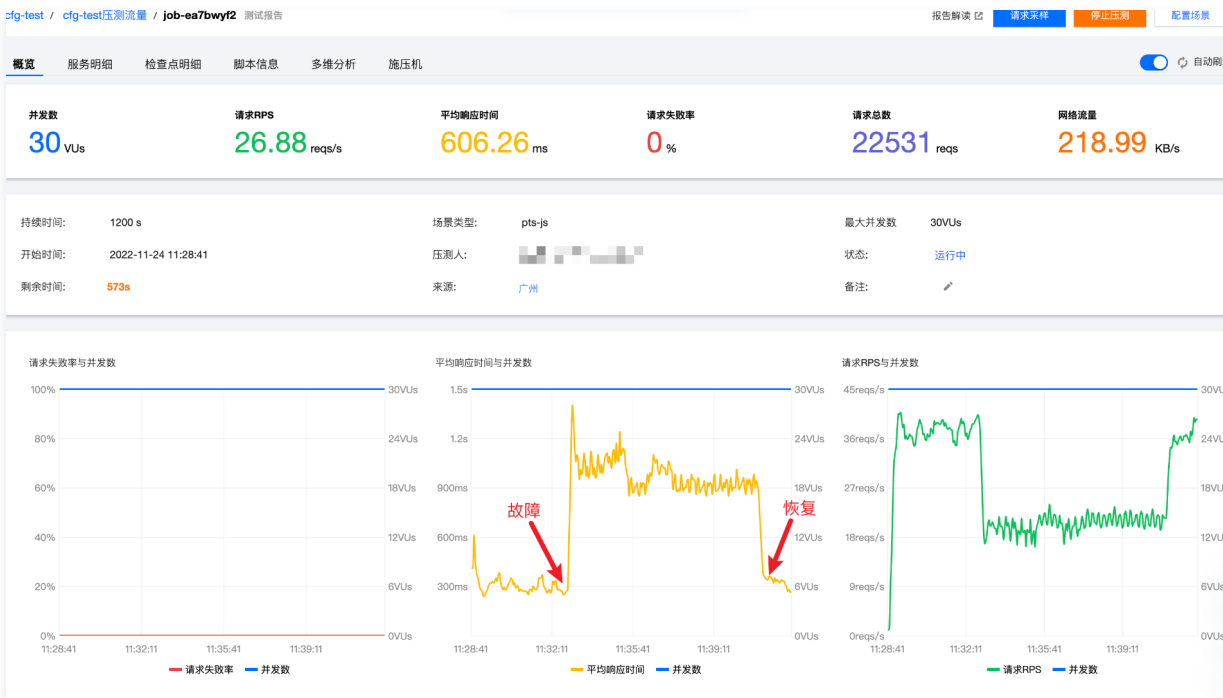 cfg-test / cfg-test压测流量 / job-ea7bwyf2 测试报告 报告解读 请求采样 停止压测 配置场景
概览 服务明细 检查点明细 脚本信息 多维分析 施压机 自动刷
并发数 请求RPS 平均响应时间 请求失败率 请求总数 网络流量
30 VUs 26.88 reqs/s 606.26 ms 0 % 22531 reqs 218.99 KB/s
持续时间: 1200 s 场景类型: pts-js 最大并发数 30VUs
开始时间: 2022-11-24 11:28:41 压测人: 状态: 运行中
剩余时间: 573s 来源: 广州 备注:
请求失败率与并发数 平均响应时间与并发数 请求RPS与并发数
100% 30VUs 1.5s 30VUs 45reqs/s 30VU
80% 24VUs 1.2s 24VUs 36reqs/s 24VU
60% 18VUs 900ms 18VUs 27reqs/s 18VU
故障 恢复
40% 12VUs 600ms 12VUs 18reqs/s 12VU
20% 6VUs 300ms 6VUs 9reqs/s 6VUs
0% 0VUs 0VUs 0reqs/s 0VUs
11:28:41 11:32:11 11:35:41 11:39:11 11:28:41 11:32:11 11:35:41 11:39:11 11:28:41 11:32:11 11:35:41 11:39:11
请求失败率 并发数 平均响应时间 并发数 请求RPS 并发数